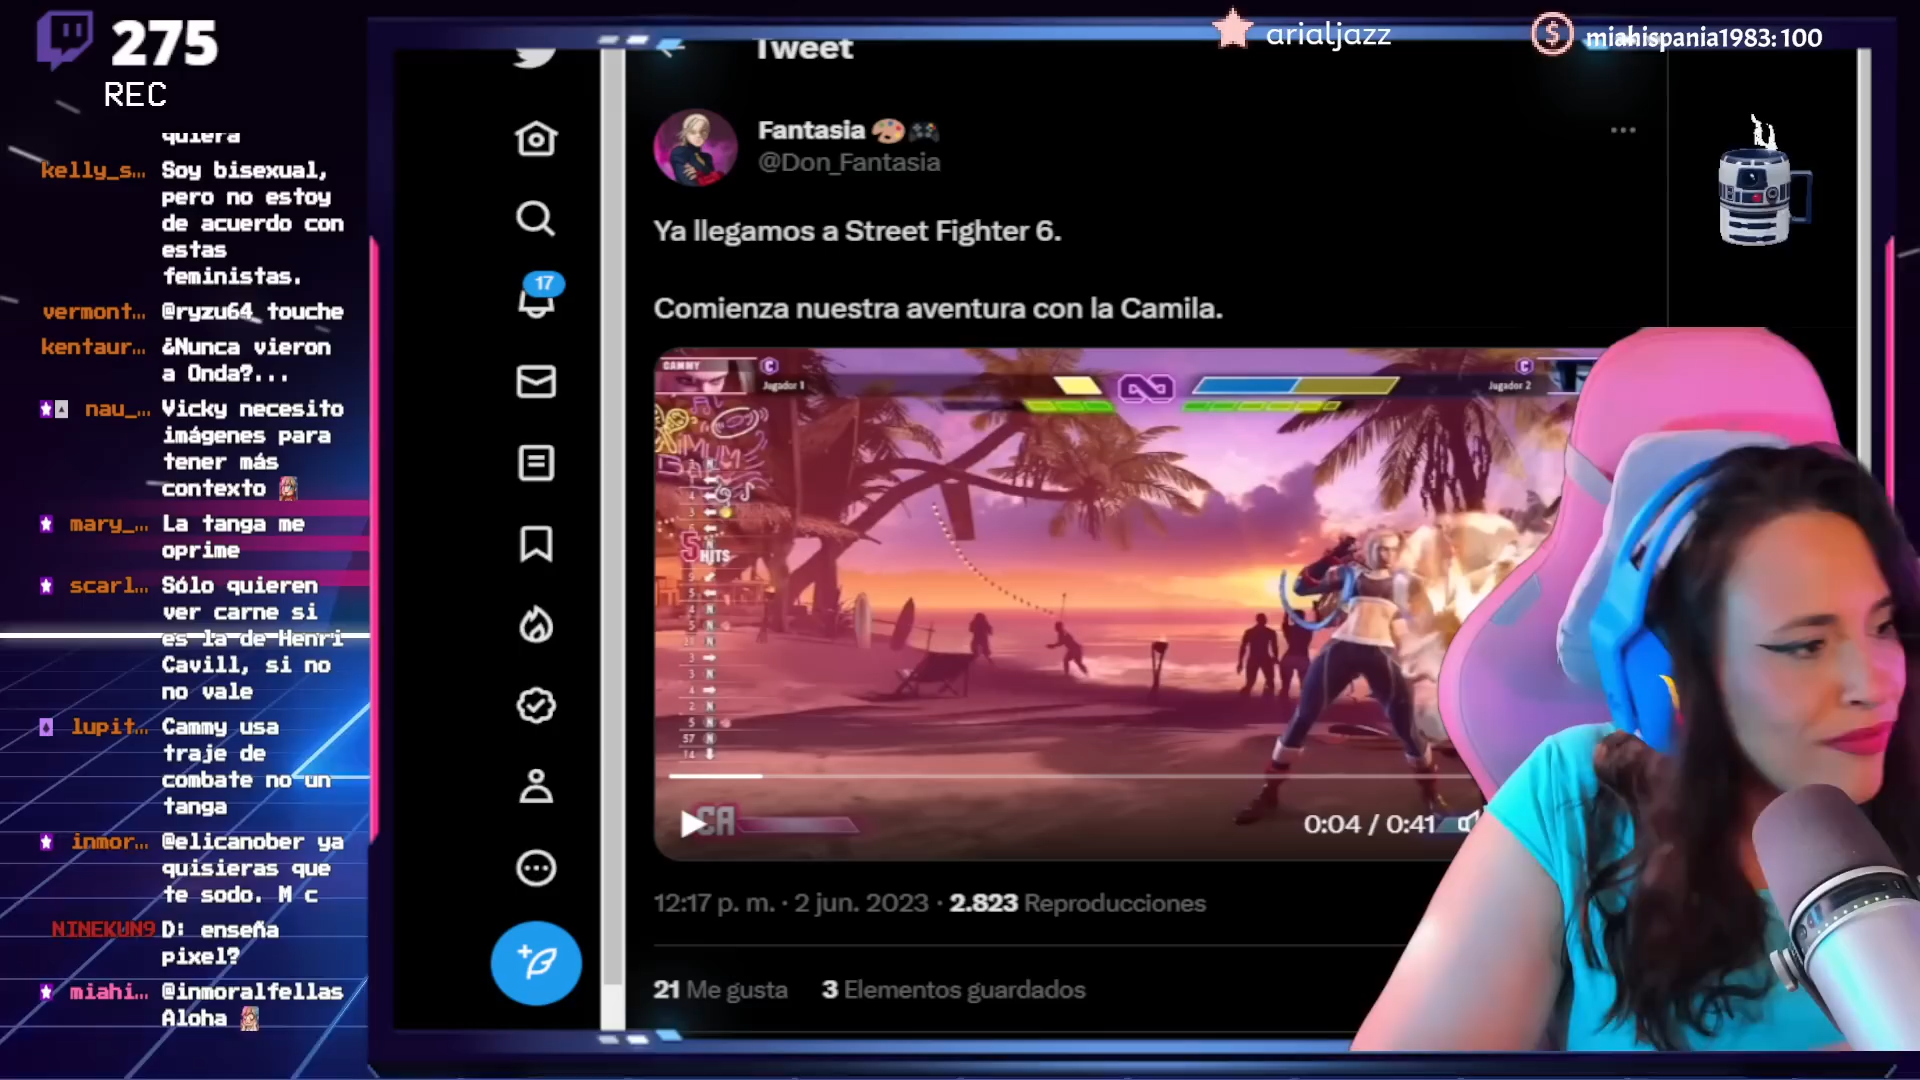 275
REC
arialjazz
miahispania1983: 100
quiera
kelly_s... Soy bisexual,
pero no estoy
de acuerdo con
estas
feministas.
vermont... @ryzu64 touche
kentaur... ¿Nunca vieron
a Onda?...
nau_... Vicky necesito
imágenes para
tener más
contexto
mary_... La tanga me
oprime
scarl... Sólo quieren
ver carne si
es la de Henri
Cavill, si no
no vale
lupit... Cammy usa
traje de
combate no un
tanga
inmor... @elicanober ya
quisieras que
te sodo. M c
NINEKUN9 D: enseña
pixel?
miahi... @inmoralfellas
Aloha
17
Tweet
Fantasia
@Don_Fantasia
Ya llegamos a Street Fighter 6.
Comienza nuestra aventura con la Camila.
CAMMY
Jugador 1
Jugador 2
5 HITS
CA
0:04 / 0:41
12:17 p. m. · 2 jun. 2023 · 2.823 Reproducciones
21 Me gusta 3 Elementos guardados